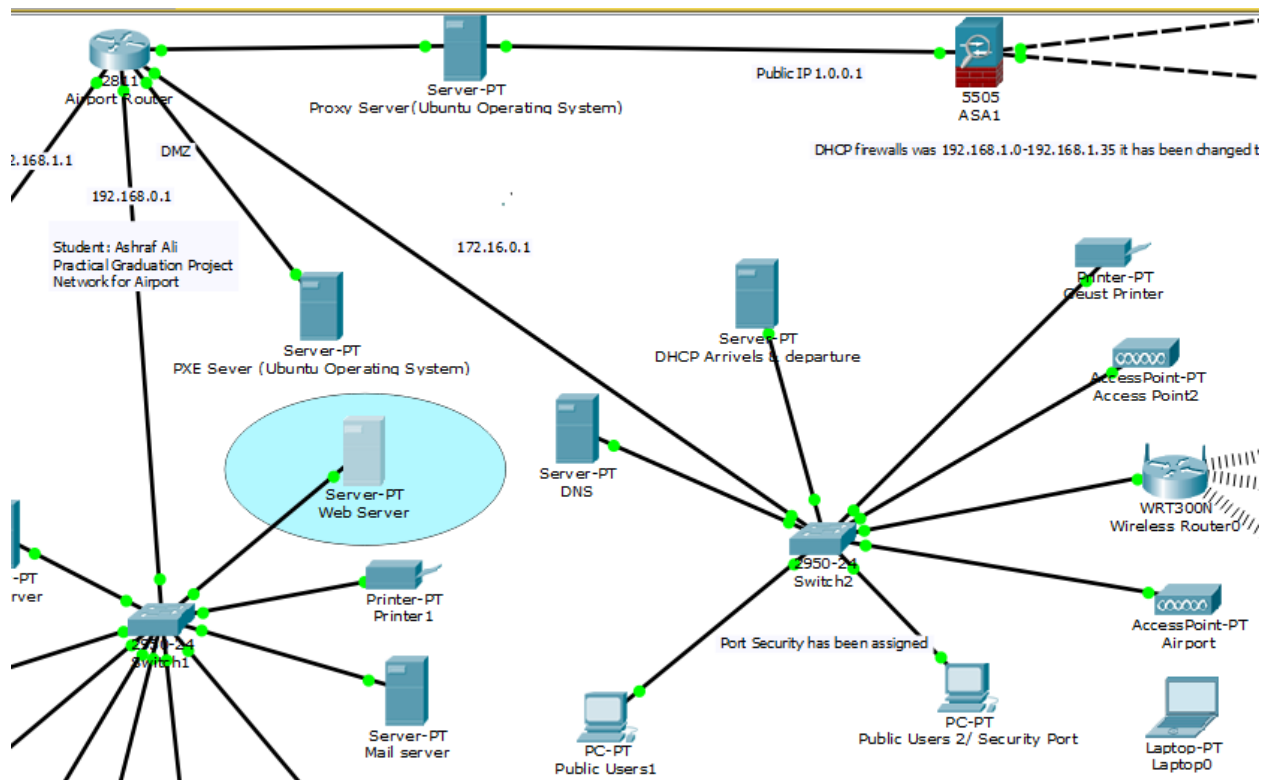 2811
Airport Router
Server-PT
Proxy Server(Ubuntu Operating System)
Public IP 1.0.0.1
5505
ASA1
DHCP firewalls was 192.168.1.0-192.168.1.35 it has been changed t
2.168.1.1
DMZ
192.168.0.1
172.16.0.1
Student: Ashraf Ali
Practical Graduation Project
Network for Airport
Server-PT
PXE Sever (Ubuntu Operating System)
Server-PT
DHCP Arrivels & departure
Printer-PT
Geust Printer
AccessPoint-PT
Access Point2
Server-PT
DNS
Server-PT
Web Server
WRT300N
Wireless Router0
2950-24
Switch2
-PT
rver
Printer-PT
Printer1
2950-24
Switch1
AccessPoint-PT
Airport
Port Security has been assigned
Server-PT
Mail server
PC-PT
Public Users1
PC-PT
Public Users 2/ Security Port
Laptop-PT
Laptop0